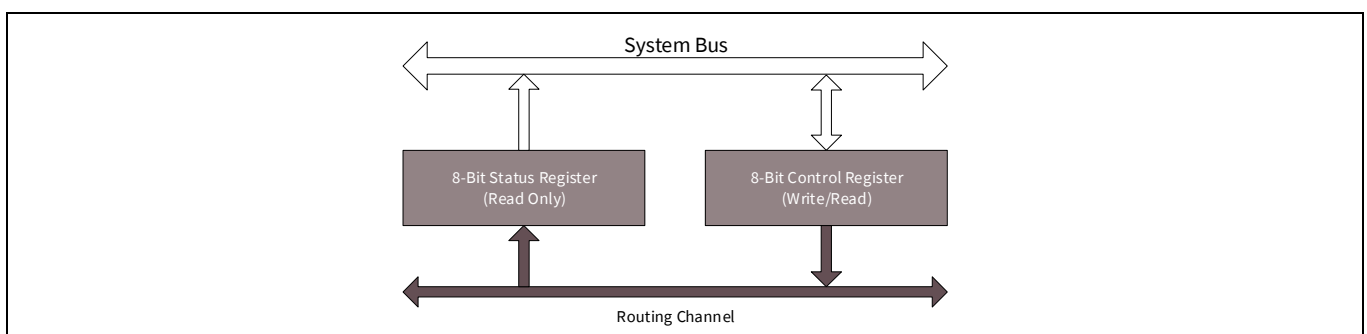 System Bus
8-Bit Status Register
(Read Only)
8-Bit Control Register
(Write/Read)
Routing Channel